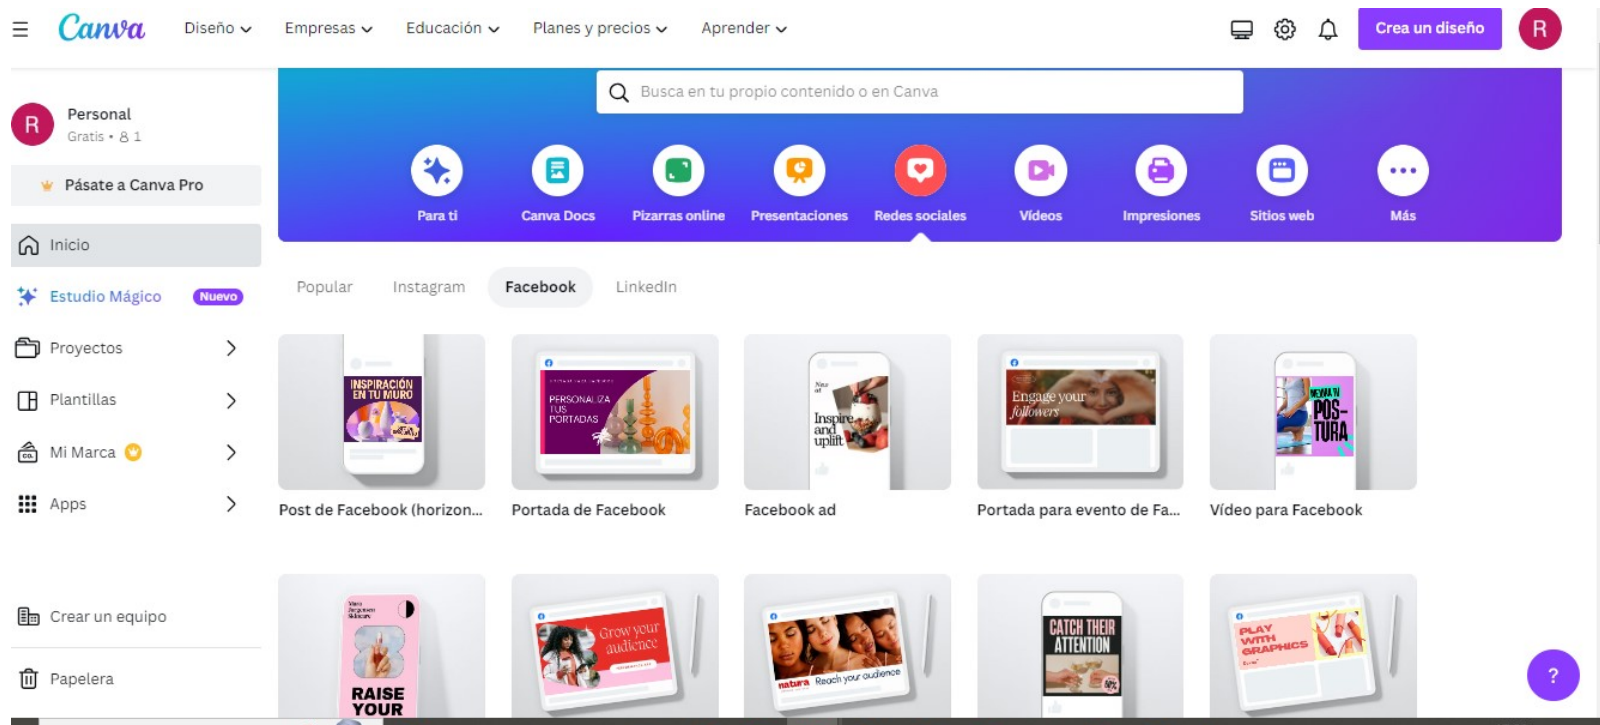 Canva
Diseño
Empresas
Educación
Planes y precios
Aprender
Crea un diseño
R
R
Personal
Gratis • 1
Pásate a Canva Pro
Inicio
Estudio Mágico
Nuevo
Proyectos
Plantillas
Mi Marca
Apps
Crear un equipo
Papelera
Busca en tu propio contenido o en Canva
Para ti
Canva Docs
Pizarras online
Presentaciones
Redes sociales
Vídeos
Impresiones
Sitios web
Más
Popular
Instagram
Facebook
LinkedIn
INSPIRACIÓN
EN TU MURO
Post de Facebook (horizon...
PERSONALIZA
TUS
PORTADAS
Portada de Facebook
Inspire
and
uplift
Facebook ad
Engage your
followers
Portada para evento de Fa...
MEJORA TU
POS-
TURA
Vídeo para Facebook
RAISE
YOUR
Grow your
audience
natura
Reach your audience
CATCH THEIR
ATTENTION
PLAY
WITH
GRAPHICS
?